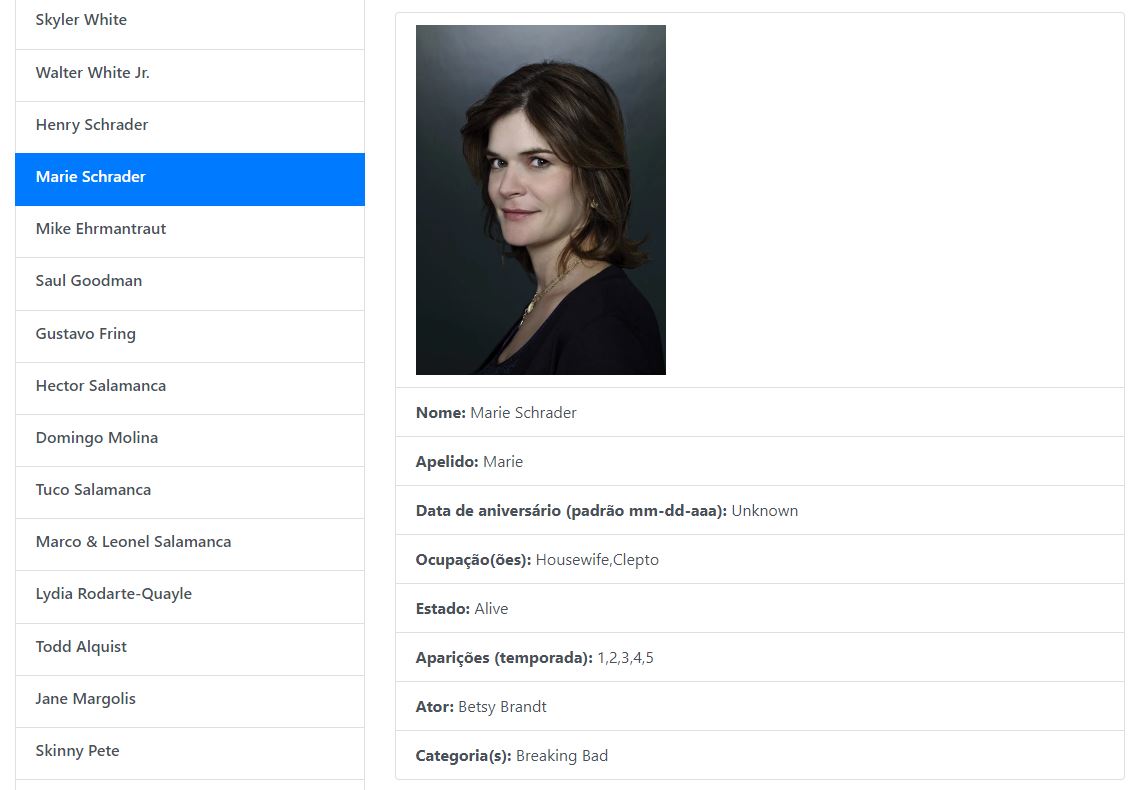 Skyler White
Walter White Jr.
Henry Schrader
Marie Schrader
Mike Ehrmantraut
Saul Goodman
Gustavo Fring
Hector Salamanca
Domingo Molina
Tuco Salamanca
Marco & Leonel Salamanca
Lydia Rodarte-Quayle
Todd Alquist
Jane Margolis
Skinny Pete
Nome: Marie Schrader
Apelido: Marie
Data de aniversário (padrão mm-dd-aaa): Unknown
Ocupação(ões): Housewife,Clepto
Estado: Alive
Aparições (temporada): 1,2,3,4,5
Ator: Betsy Brandt
Categoria(s): Breaking Bad